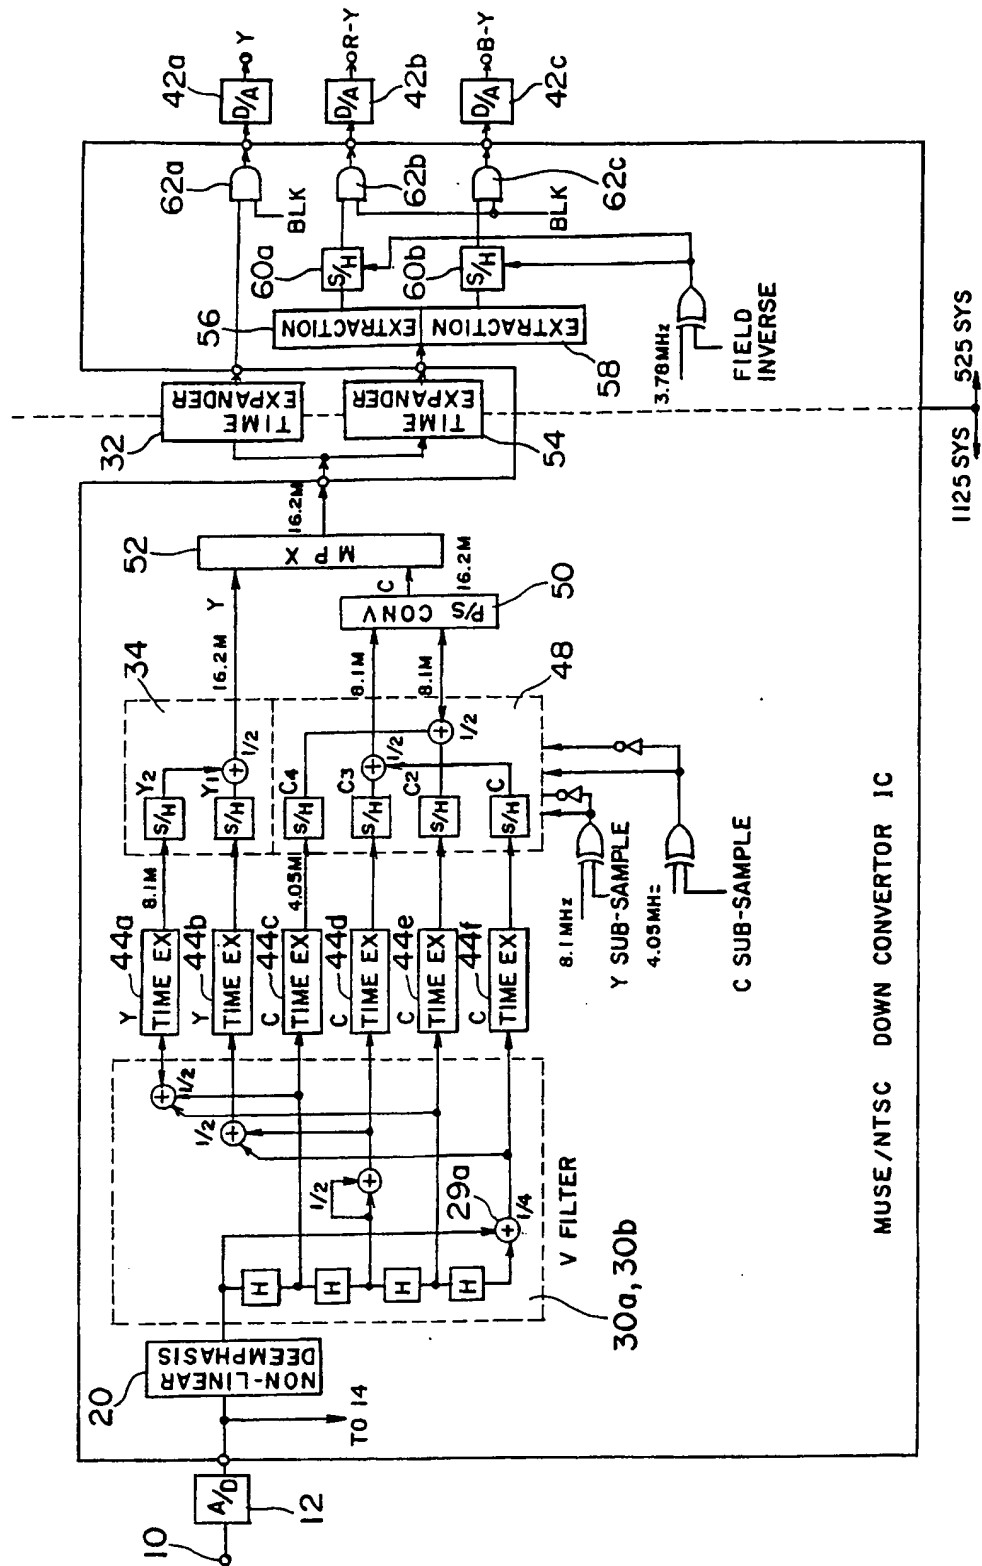 10
A/D
12
TO 14
20
NON-LINEAR
DEEMPHASIS
H
H
H
H
30a, 30b
V FILTER
29a
1/4
1/2
1/2
1/2
Y
44a
TIME EX
8.1M
Y
44b
TIME EX
C
44c
TIME EX
4.05M
C
44d
TIME EX
C
44e
TIME EX
C
44f
TIME EX
34
S/H
Y2
S/H
Y1
1/2
16.2M
Y
S/H
C4
S/H
C3
1/2
8.1M
S/H
C2
1/2
8.1M
S/H
C
48
8.1MHz
Y SUB-SAMPLE
4.05MHz
C SUB-SAMPLE
P/S
CONV
50
C
16.2M
52
MPX
16.2M
32
TIME
EXPANDER
TIME
EXPANDER
54
56
EXTRACTION
EXTRACTION
58
60a
S/H
60b
S/H
3.78MHz
FIELD
INVERSE
62a
BLK
62b
62c
BLK
42a
D/A
Y
42b
D/A
R-Y
42c
D/A
B-Y
MUSE/NTSC DOWN CONVERTOR IC
1125 SYS
525 SYS